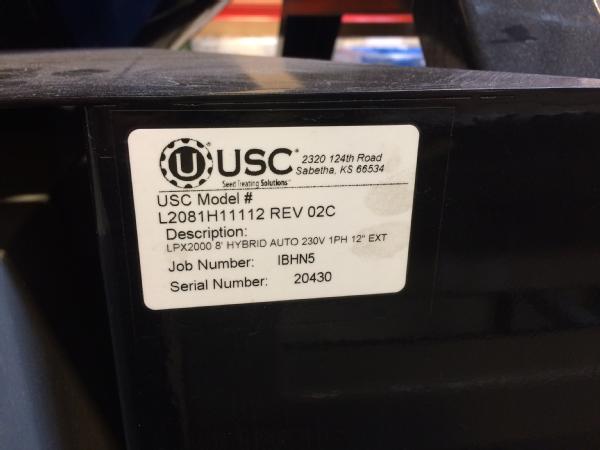 U USC® 2320 124th Road
Sabetha, KS 66534
Seed Treating Solutions™
USC Model #
L2081H11112 REV 02C
Description:
LPX2000 8' HYBRID AUTO 230V 1PH 12" EXT
Job Number: IBHN5
Serial Number: 20430